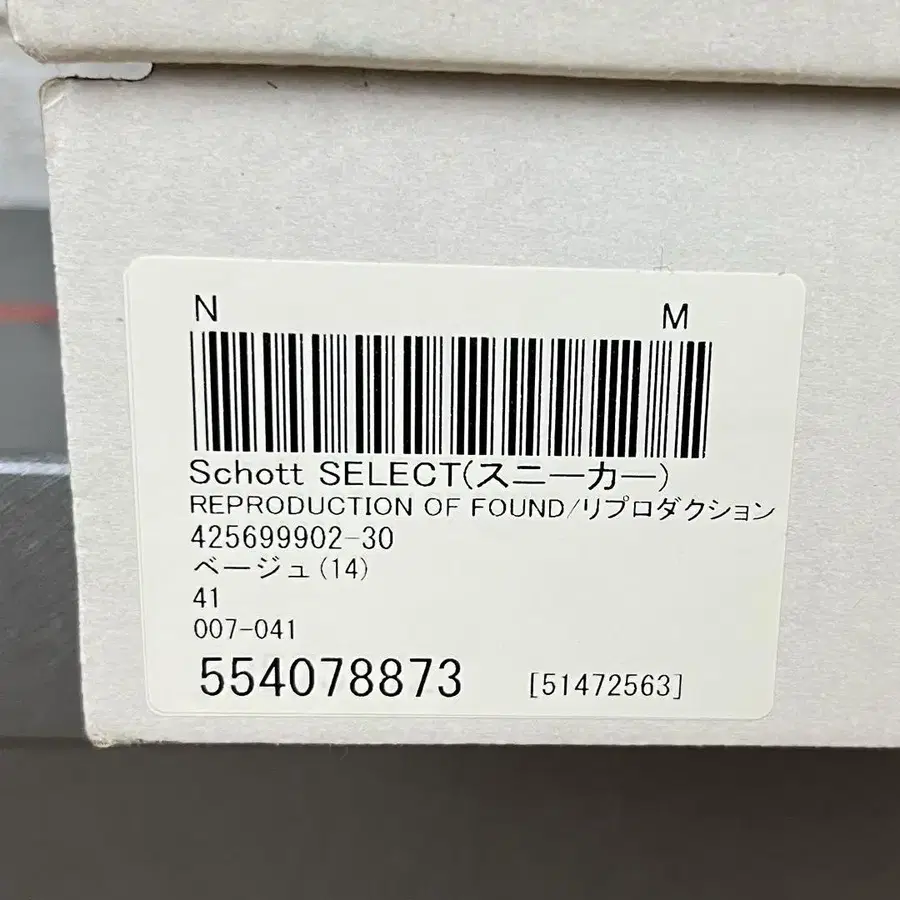 N M
Schott SELECT(スニーカー)
REPRODUCTION OF FOUND/リプロダクション
425699902-30
ベージュ(14)
41
007-041
554078873 [51472563]